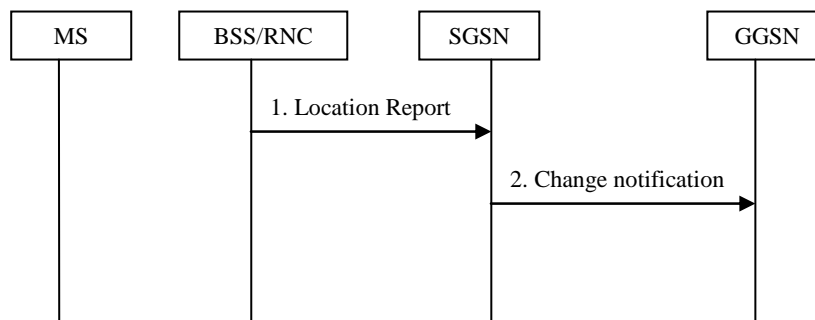 MS
BSS/RNC
SGSN
GGSN
1. Location Report
2. Change notification